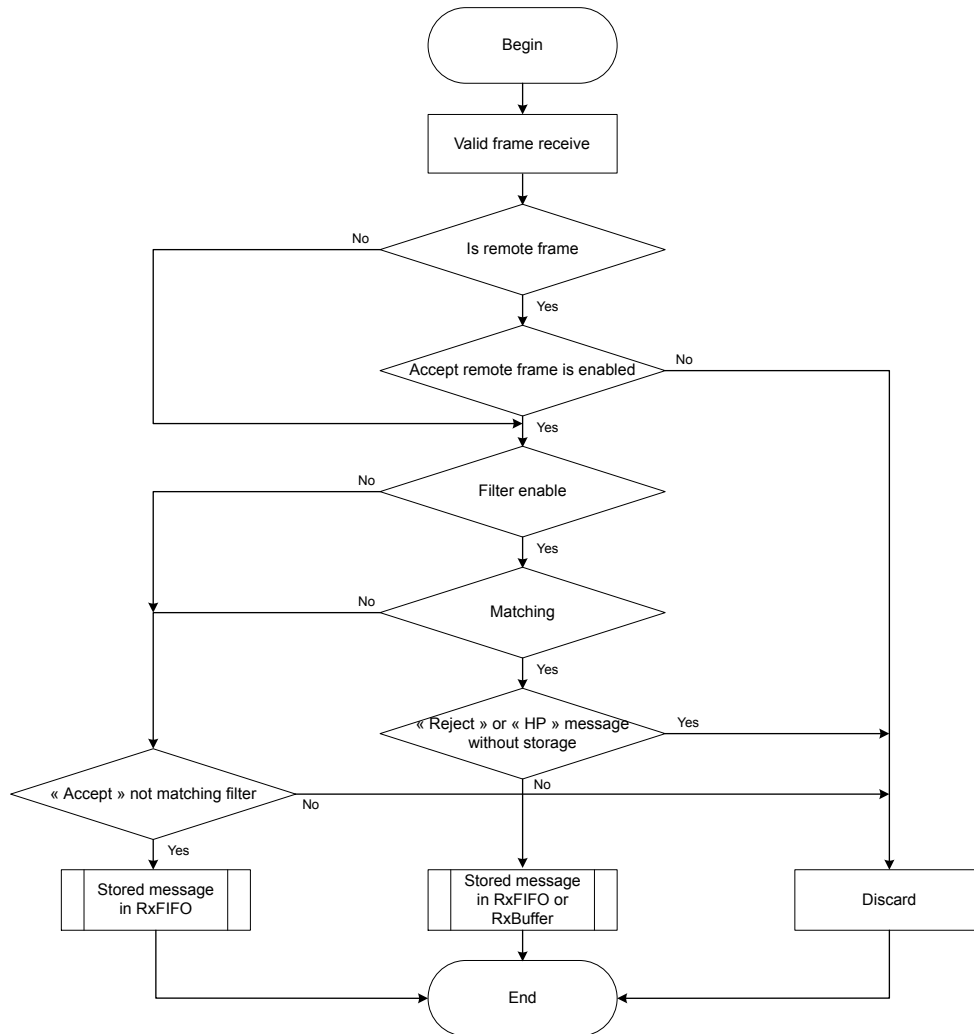 Begin
Valid frame receive
No
Is remote frame
Yes
Accept remote frame is enabled
No
Yes
No
Filter enable
Yes
No
Matching
Yes
« Reject » or « HP » message
without storage
Yes
« Accept » not matching filter
No
No
Yes
Stored message
in RxFIFO
Stored message
in RxFIFO or
RxBuffer
Discard
End